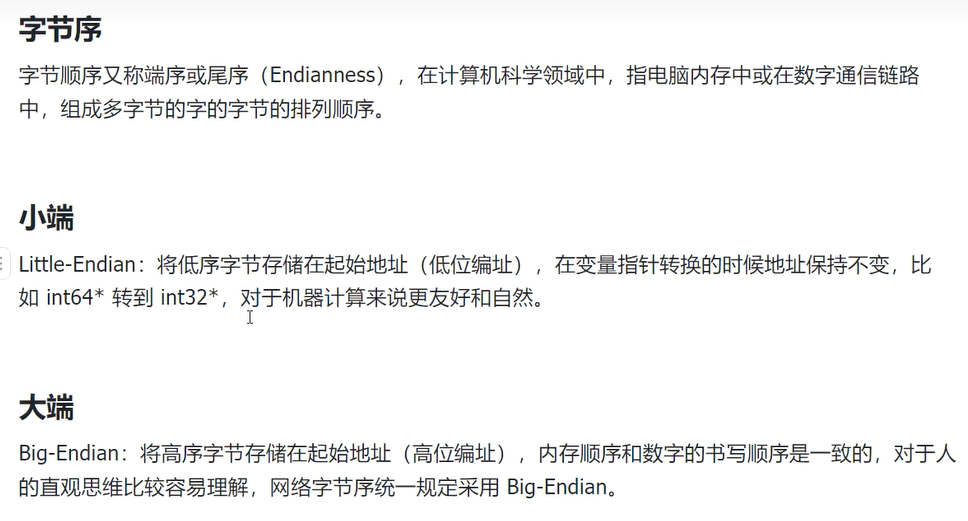 字节序
字节顺序又称端序或尾序（Endianness），在计算机科学领域中，指电脑内存中或在数字通信链路
中，组成多字节的字的字节的排列顺序。
小端
Little-Endian：将低序字节存储在起始地址（低位编址），在变量指针转换的时候地址保持不变，比
如 int64* 转到 int32*，对于机器计算来说更友好和自然。
大端
Big-Endian：将高序字节存储在起始地址（高位编址），内存顺序和数字的书写顺序是一致的，对于人
的直观思维比较容易理解，网络字节序统一规定采用 Big-Endian。